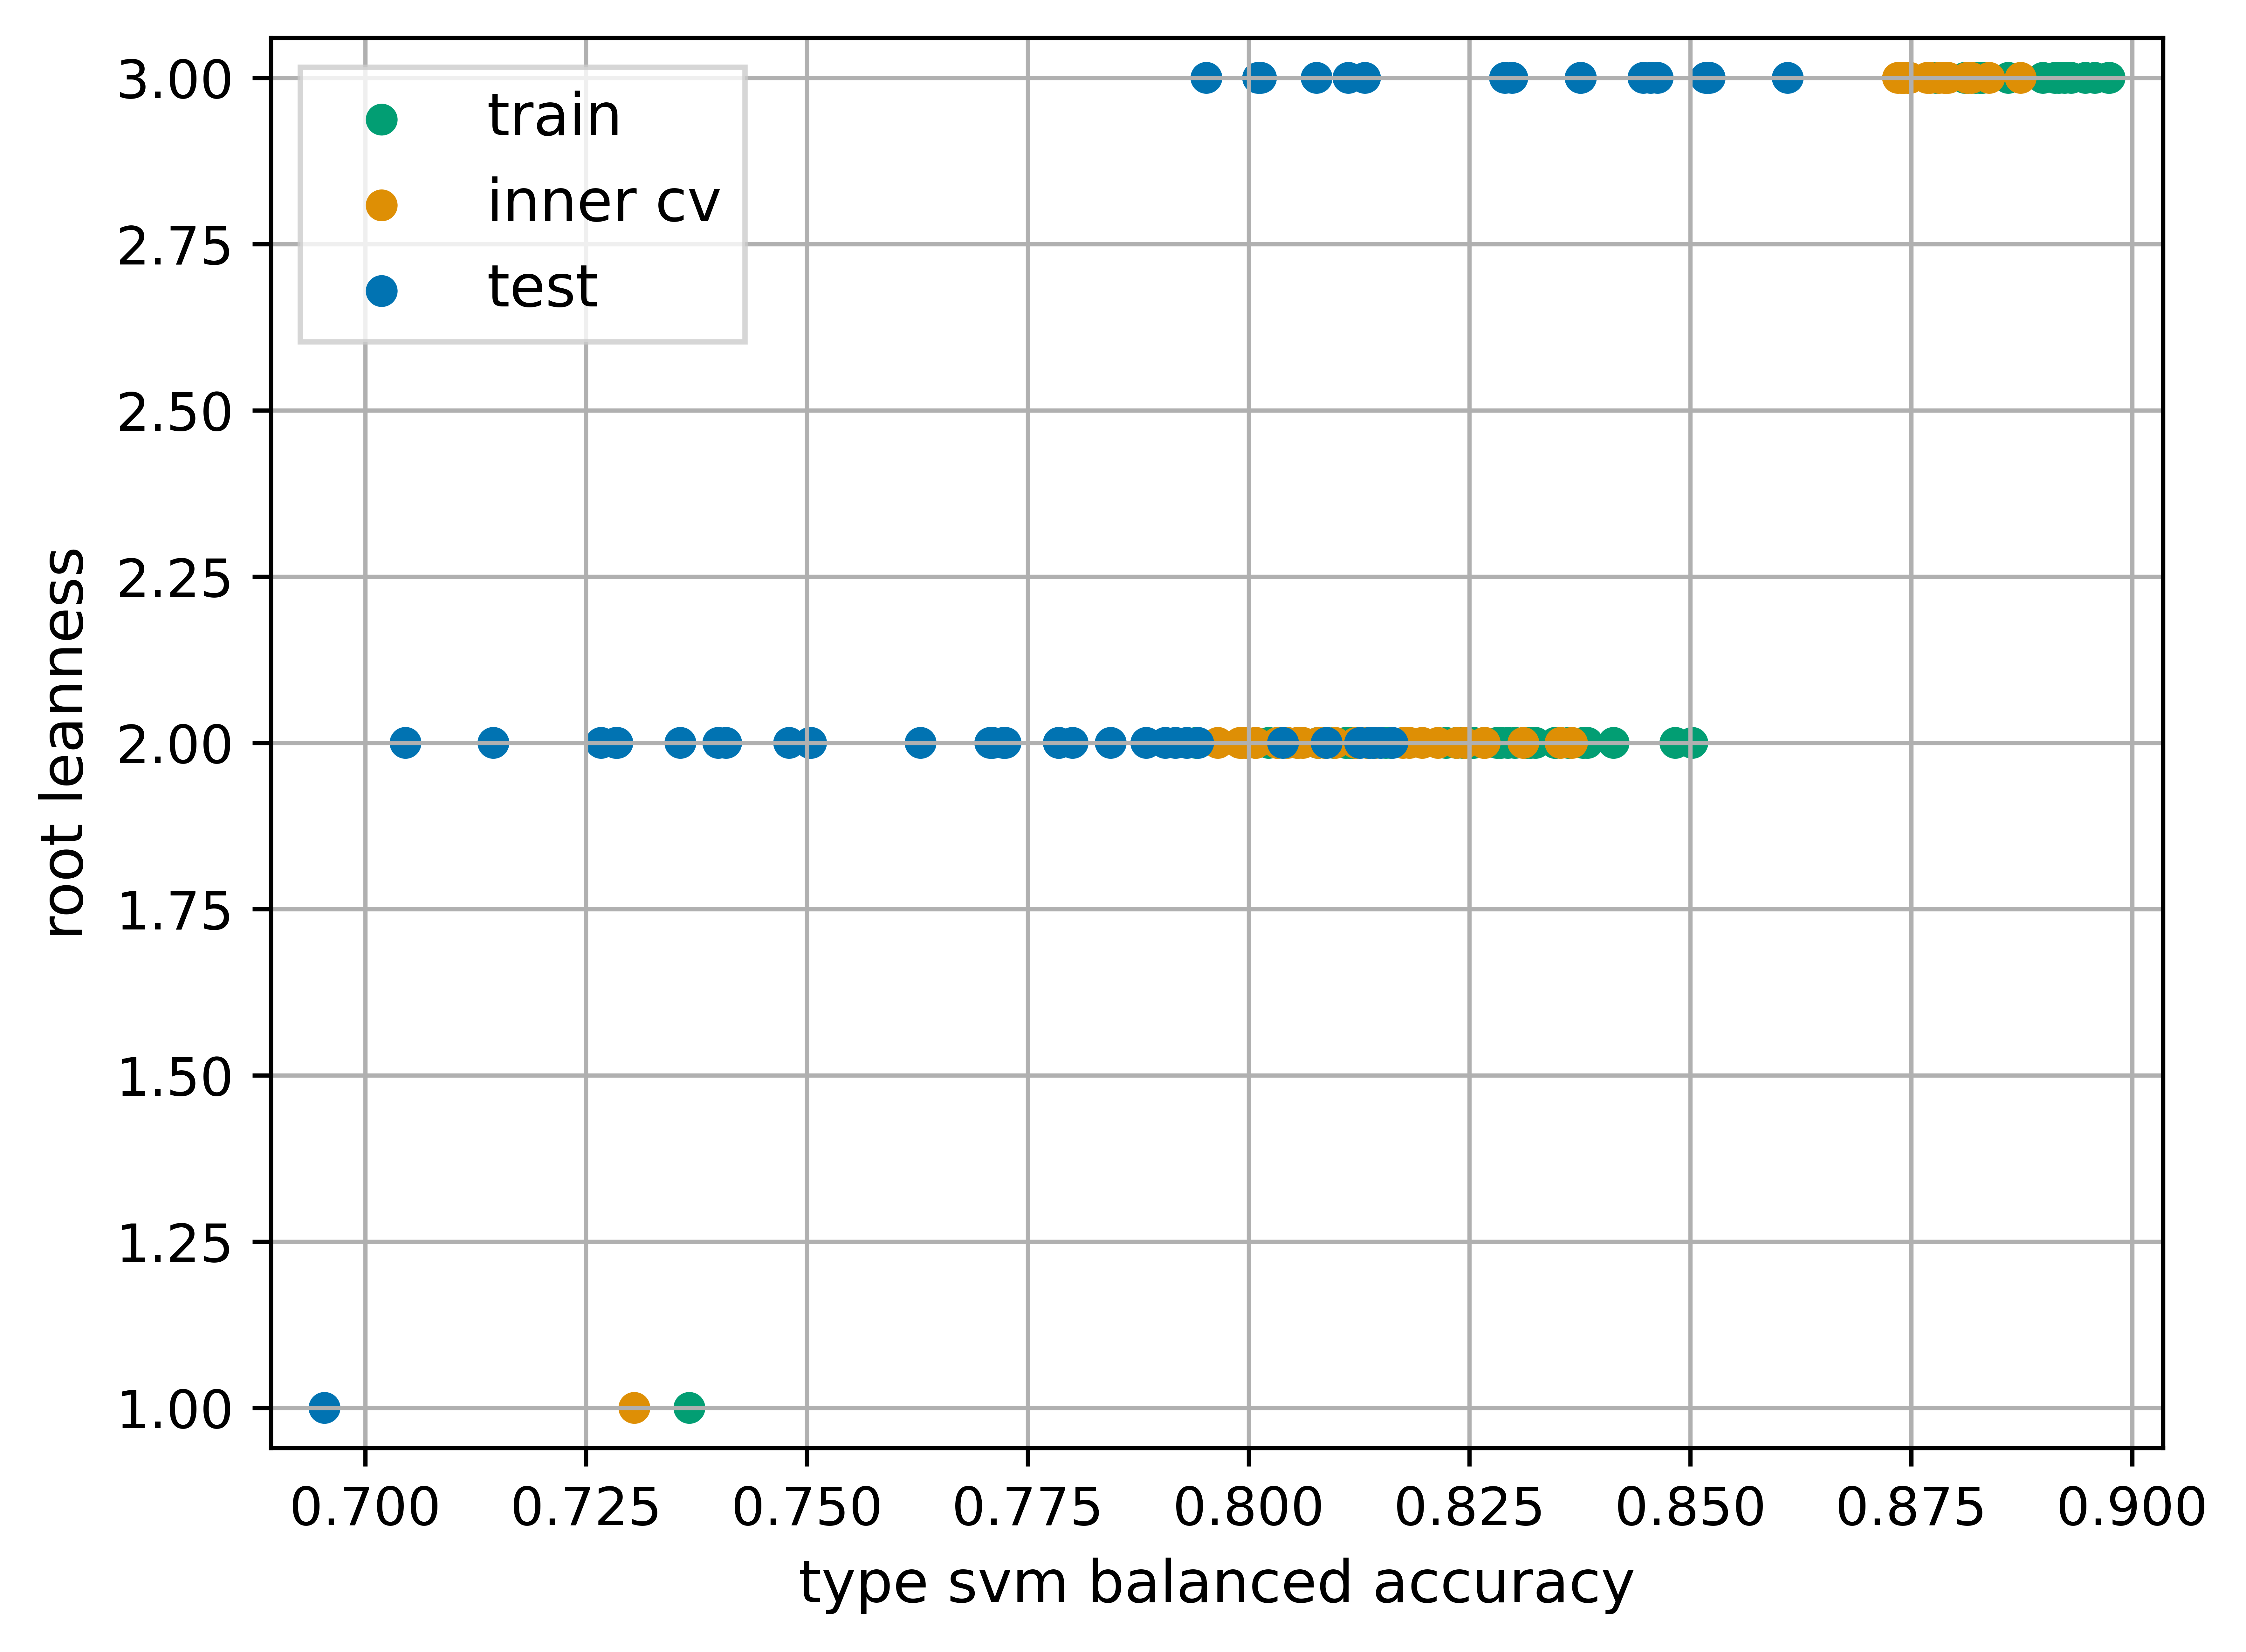 train
inner cv
test
3.00
2.75
2.50
2.25
2.00
1.75
1.50
1.25
1.00
root leanness
0.700 0.725 0.750 0.775 0.800 0.825 0.850 0.875 0.900
type svm balanced accuracy